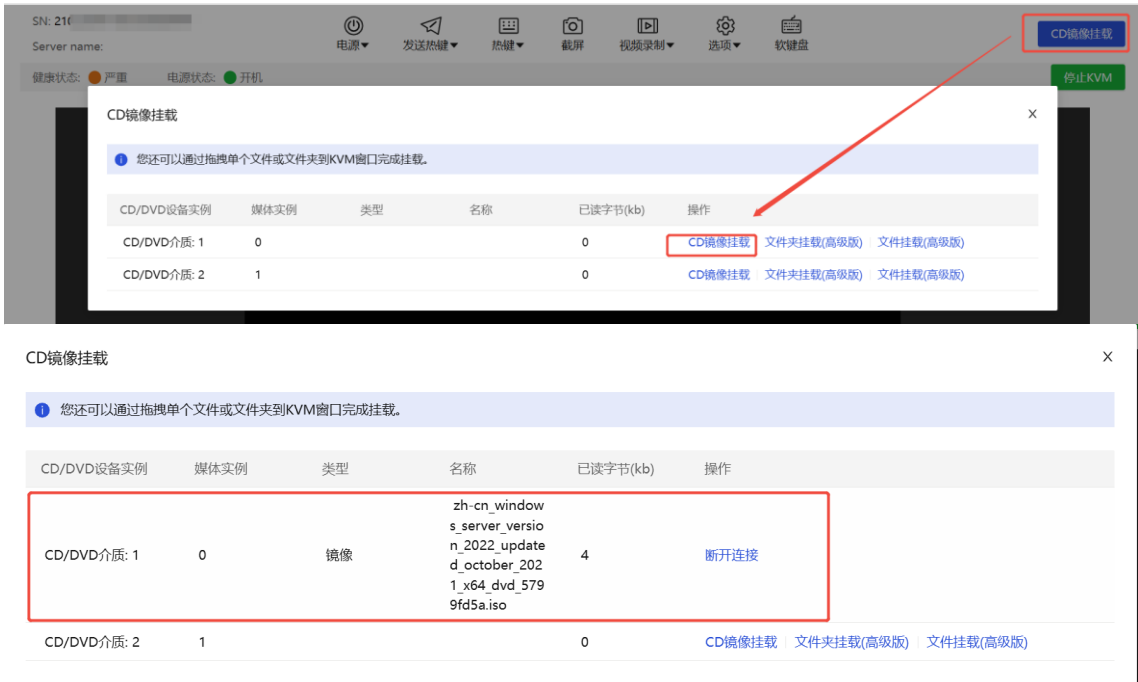 SN: 210
Server name:
电源▼ 发送热键▼ 热键▼ 截屏 视频录制▼ 选项▼ 软键盘
CD镜像挂载
健康状态: 严重 电源状态: 开机
停止KVM
CD镜像挂载 X
您还可以通过拖拽单个文件或文件夹到KVM窗口完成挂载。
CD/DVD设备实例 媒体实例 类型 名称 已读字节(kb) 操作
CD/DVD介质: 1 0 0 CD镜像挂载 文件夹挂载(高级版) 文件挂载(高级版)
CD/DVD介质: 2 1 0 CD镜像挂载 文件夹挂载(高级版) 文件挂载(高级版)
CD镜像挂载 X
您还可以通过拖拽单个文件或文件夹到KVM窗口完成挂载。
CD/DVD设备实例 媒体实例 类型 名称 已读字节(kb) 操作
zh-cn_window
s_server_versio
n_2022_update
CD/DVD介质: 1 0 镜像 d_october_202 4 断开连接
1_x64_dvd_579
9fd5a.iso
CD/DVD介质: 2 1 0 CD镜像挂载 文件夹挂载(高级版) 文件挂载(高级版)